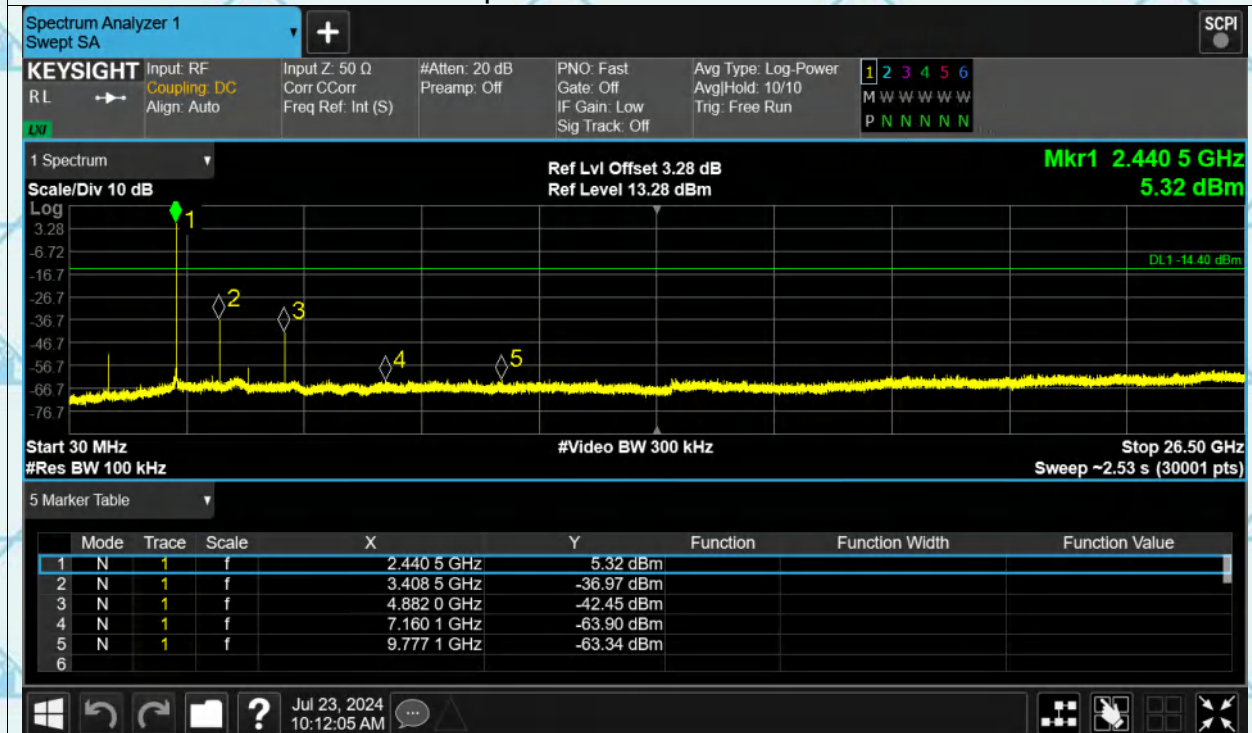 Spectrum Analyzer 1
Swept SA
+
SCPI
KEYSIGHT
RL
LXI
Input: RF
Coupling: DC
Align: Auto
Input Z: 50 Ω
Corr CCorr
Freq Ref: Int (S)
#Atten: 20 dB
Preamp: Off
PNO: Fast
Gate: Off
IF Gain: Low
Sig Track: Off
Avg Type: Log-Power
Avg|Hold: 10/10
Trig: Free Run
1 2 3 4 5 6
M W W W W W
P N N N N N
1 Spectrum
Scale/Div 10 dB
Ref Lvl Offset 3.28 dB
Ref Level 13.28 dBm
Mkr1 2.440 5 GHz
5.32 dBm
Log
3.28
-6.72
-16.7
-26.7
-36.7
-46.7
-56.7
-66.7
-76.7
1
2
3
4
5
DL1 -14.40 dBm
Start 30 MHz
#Video BW 300 kHz
Stop 26.50 GHz
#Res BW 100 kHz
Sweep ~2.53 s (30001 pts)
5 Marker Table
Mode Trace Scale X Y Function Function Width Function Value
1 N 1 f 2.440 5 GHz 5.32 dBm
2 N 1 f 3.408 5 GHz -36.97 dBm
3 N 1 f 4.882 0 GHz -42.45 dBm
4 N 1 f 7.160 1 GHz -63.90 dBm
5 N 1 f 9.777 1 GHz -63.34 dBm
6
?
Jul 23, 2024
10:12:05 AM